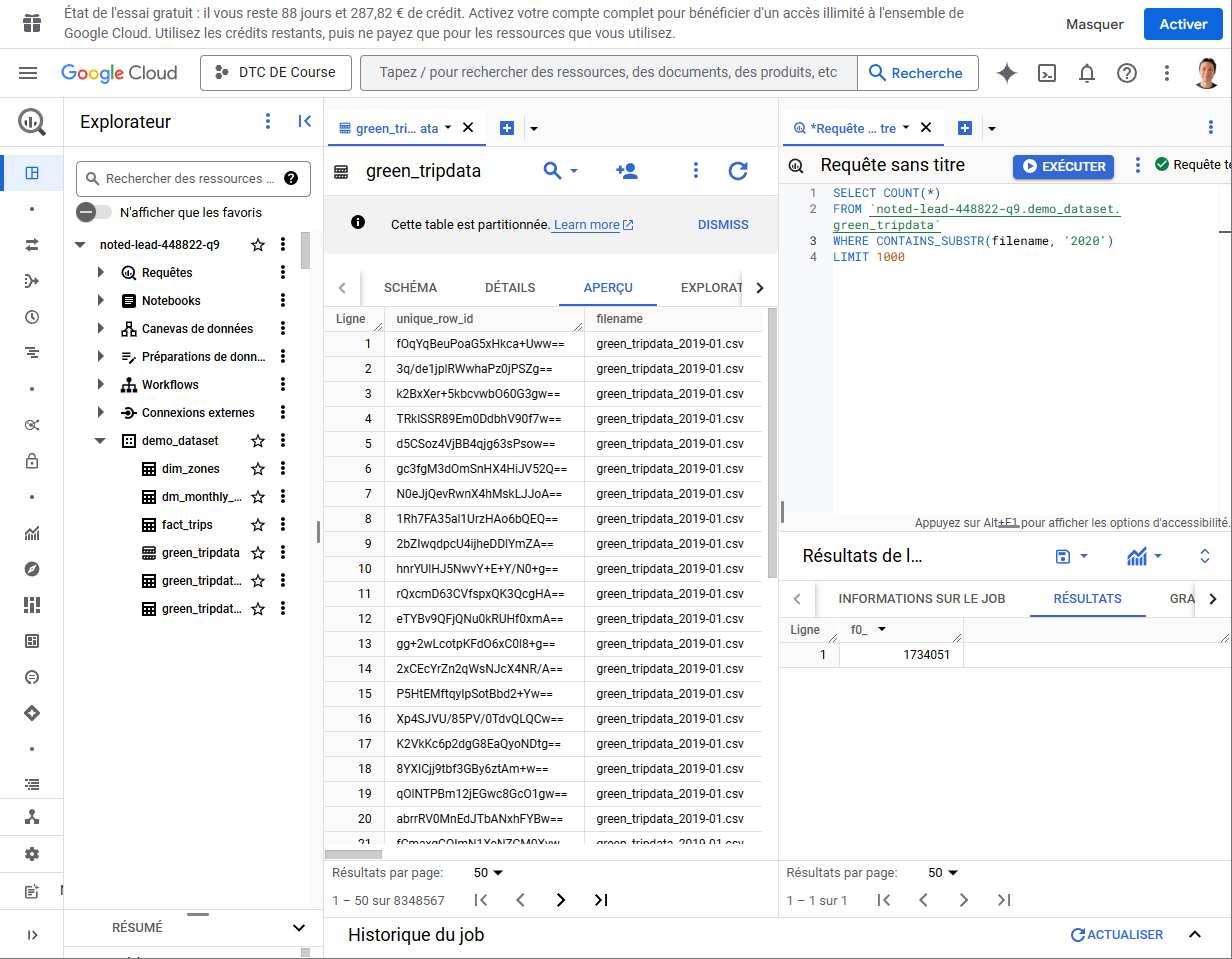 État de l'essai gratuit : il vous reste 88 jours et 287,82 € de crédit. Activez votre compte complet pour bénéficier d'un accès illimité à l'ensemble de
Google Cloud. Utilisez les crédits restants, puis ne payez que pour les ressources que vous utilisez.
Masquer
Activer
Google Cloud
DTC DE Course
Tapez / pour rechercher des ressources, des documents, des produits, etc
Recherche
Explorateur
Rechercher des ressources ...
N'afficher que les favoris
noted-lead-448822-q9
Requêtes
Notebooks
Canevas de données
Préparations de donn...
Workflows
Connexions externes
demo_dataset
dim_zones
dm_monthly_...
fact_trips
green_tripdata
green_tripdat...
green_tripdat...
RÉSUMÉ
green_tri... ata
green_tripdata
Cette table est partitionnée. Learn more
DISMISS
SCHÉMA DÉTAILS APERÇU EXPLORAT
Ligne unique_row_id filename
1 fOqYqBeuPoaG5xHkca+Uww== green_tripdata_2019-01.csv
2 3q/de1jplRWwhaPz0jPSZg== green_tripdata_2019-01.csv
3 k2BxXer+5kbcvwbO60G3gw== green_tripdata_2019-01.csv
4 TRkISSR89Em0DdbhV90f7w== green_tripdata_2019-01.csv
5 d5CSoz4VjBB4qjg63sPsow== green_tripdata_2019-01.csv
6 gc3fgM3dOmSnHX4HiJV52Q== green_tripdata_2019-01.csv
7 N0eJjQevRwnX4hMskLJJoA== green_tripdata_2019-01.csv
8 1Rh7FA35al1UrzHAo6bQEQ== green_tripdata_2019-01.csv
9 2bZIwqdpcU4ijheDDlYmZA== green_tripdata_2019-01.csv
10 hnrYUlHJ5NwvY+E+Y/N0+g== green_tripdata_2019-01.csv
11 rQxcmD63CVfspxQK3QcgHA== green_tripdata_2019-01.csv
12 eTYBv9QFjQNu0kRUHf0xmA== green_tripdata_2019-01.csv
13 gg+2wLcotpKFdO6xC0I8+g== green_tripdata_2019-01.csv
14 2xCEcYrZn2qWsNJcX4NR/A== green_tripdata_2019-01.csv
15 P5HtEMftqyIpSotBbd2+Yw== green_tripdata_2019-01.csv
16 Xp4SJVU/85PV/0TdvQLQCw== green_tripdata_2019-01.csv
17 K2VkKc6p2dgG8EaQyoNDtg== green_tripdata_2019-01.csv
18 8YXICjj9tbf3GBy6ztAm+w== green_tripdata_2019-01.csv
19 qOlNTPBm12jEGwc8GcO1gw== green_tripdata_2019-01.csv
20 abrrRV0MnEdJTbANxhFYBw== green_tripdata_2019-01.csv
21 green_tripdata_2019-01.csv
Résultats par page: 50
1 – 50 sur 8348567
*Requête ... tre
Requête sans titre
EXÉCUTER
Requête te
1 SELECT COUNT(*)
2 FROM `noted-lead-448822-q9.demo_dataset.
green_tripdata`
3 WHERE CONTAINS_SUBSTR(filename, '2020')
4 LIMIT 1000
Appuyez sur Alt+F1 pour afficher les options d'accessibilité.
Résultats de l...
INFORMATIONS SUR LE JOB RÉSULTATS GRA
Ligne f0_
1 1734051
Résultats par page: 50
1 – 1 sur 1
Historique du job
ACTUALISER